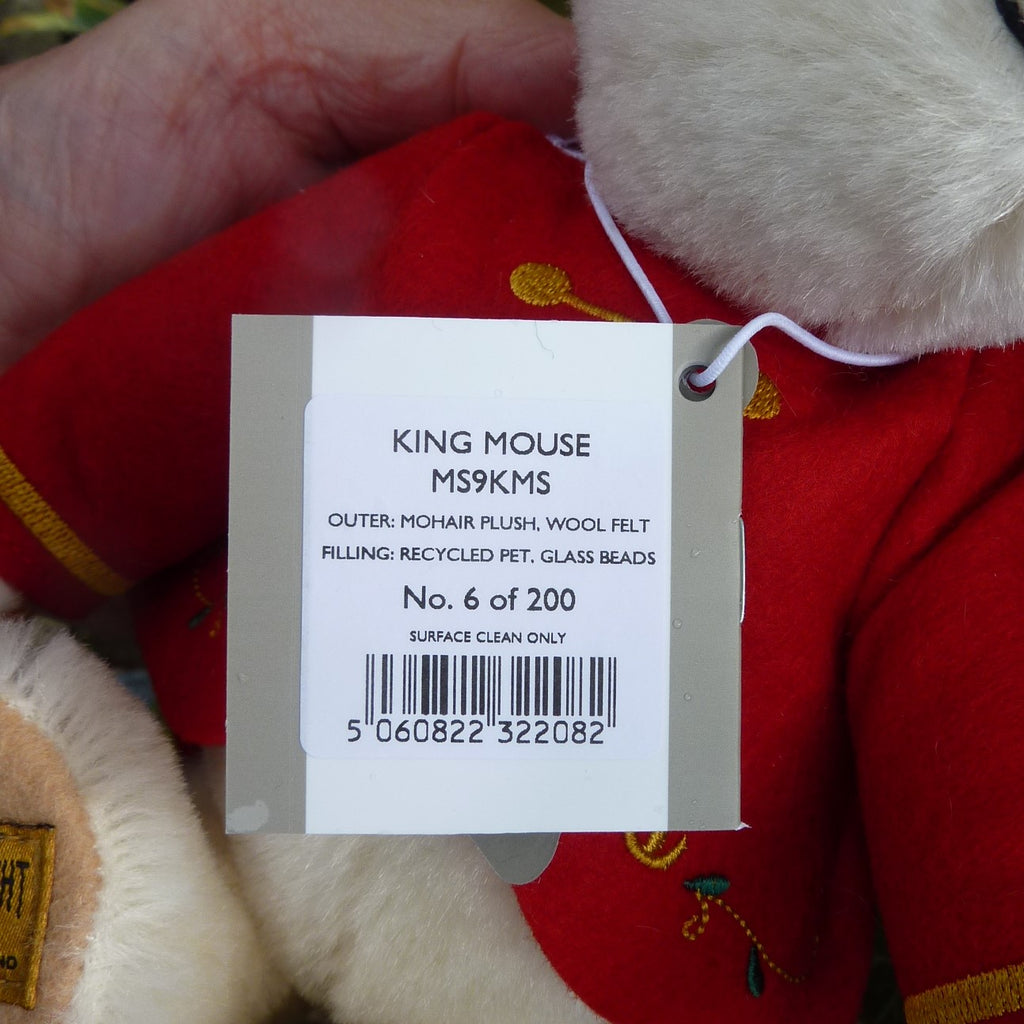 KING MOUSE
MS9KMS
OUTER: MOHAIR PLUSH, WOOL FELT
FILLING: RECYCLED PET, GLASS BEADS
No. 6 of 200
SURFACE CLEAN ONLY
5 060822 322082